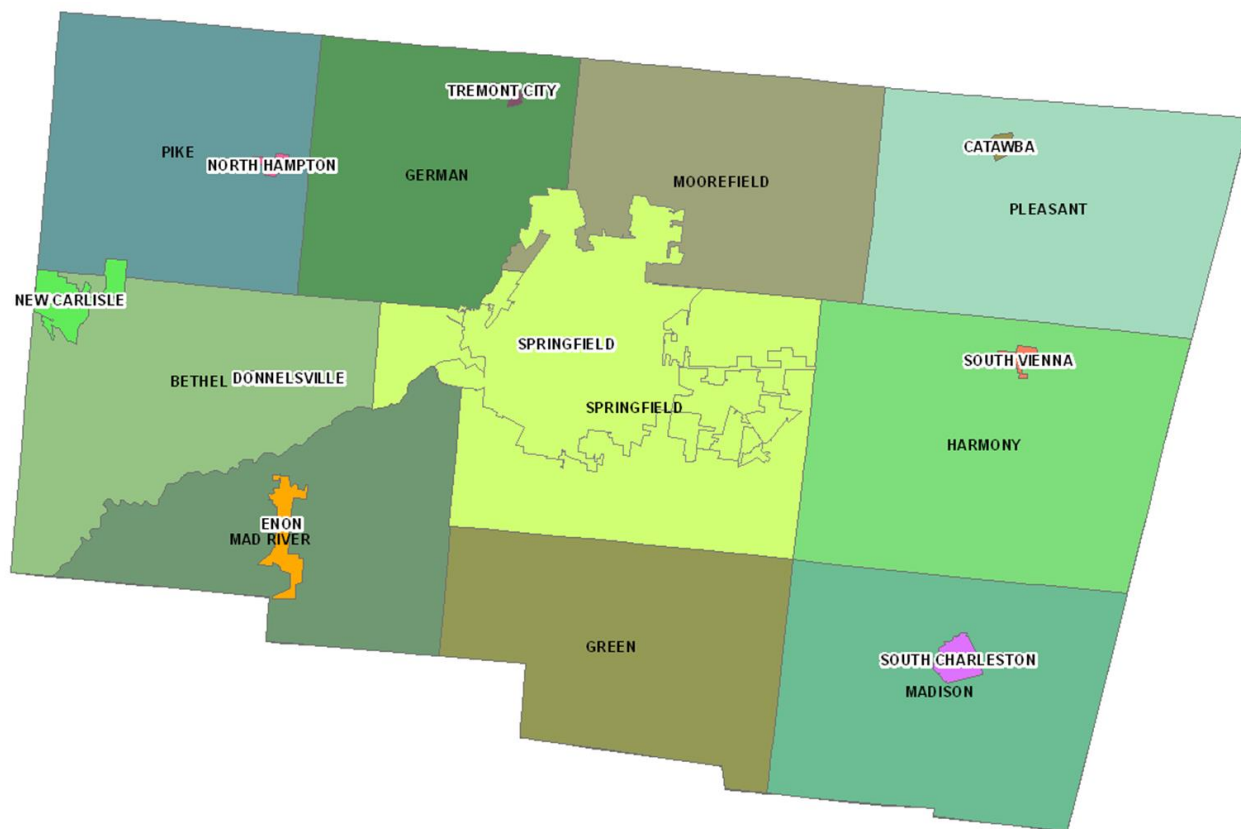 TREMONT CITY
CATAWBA
PIKE
NORTH HAMPTON
GERMAN
MOOREFIELD
PLEASANT
NEW CARLISLE
SPRINGFIELD
SOUTH VIENNA
BETHEL
DONNELSVILLE
SPRINGFIELD
HARMONY
ENON
MAD RIVER
GREEN
SOUTH CHARLESTON
MADISON